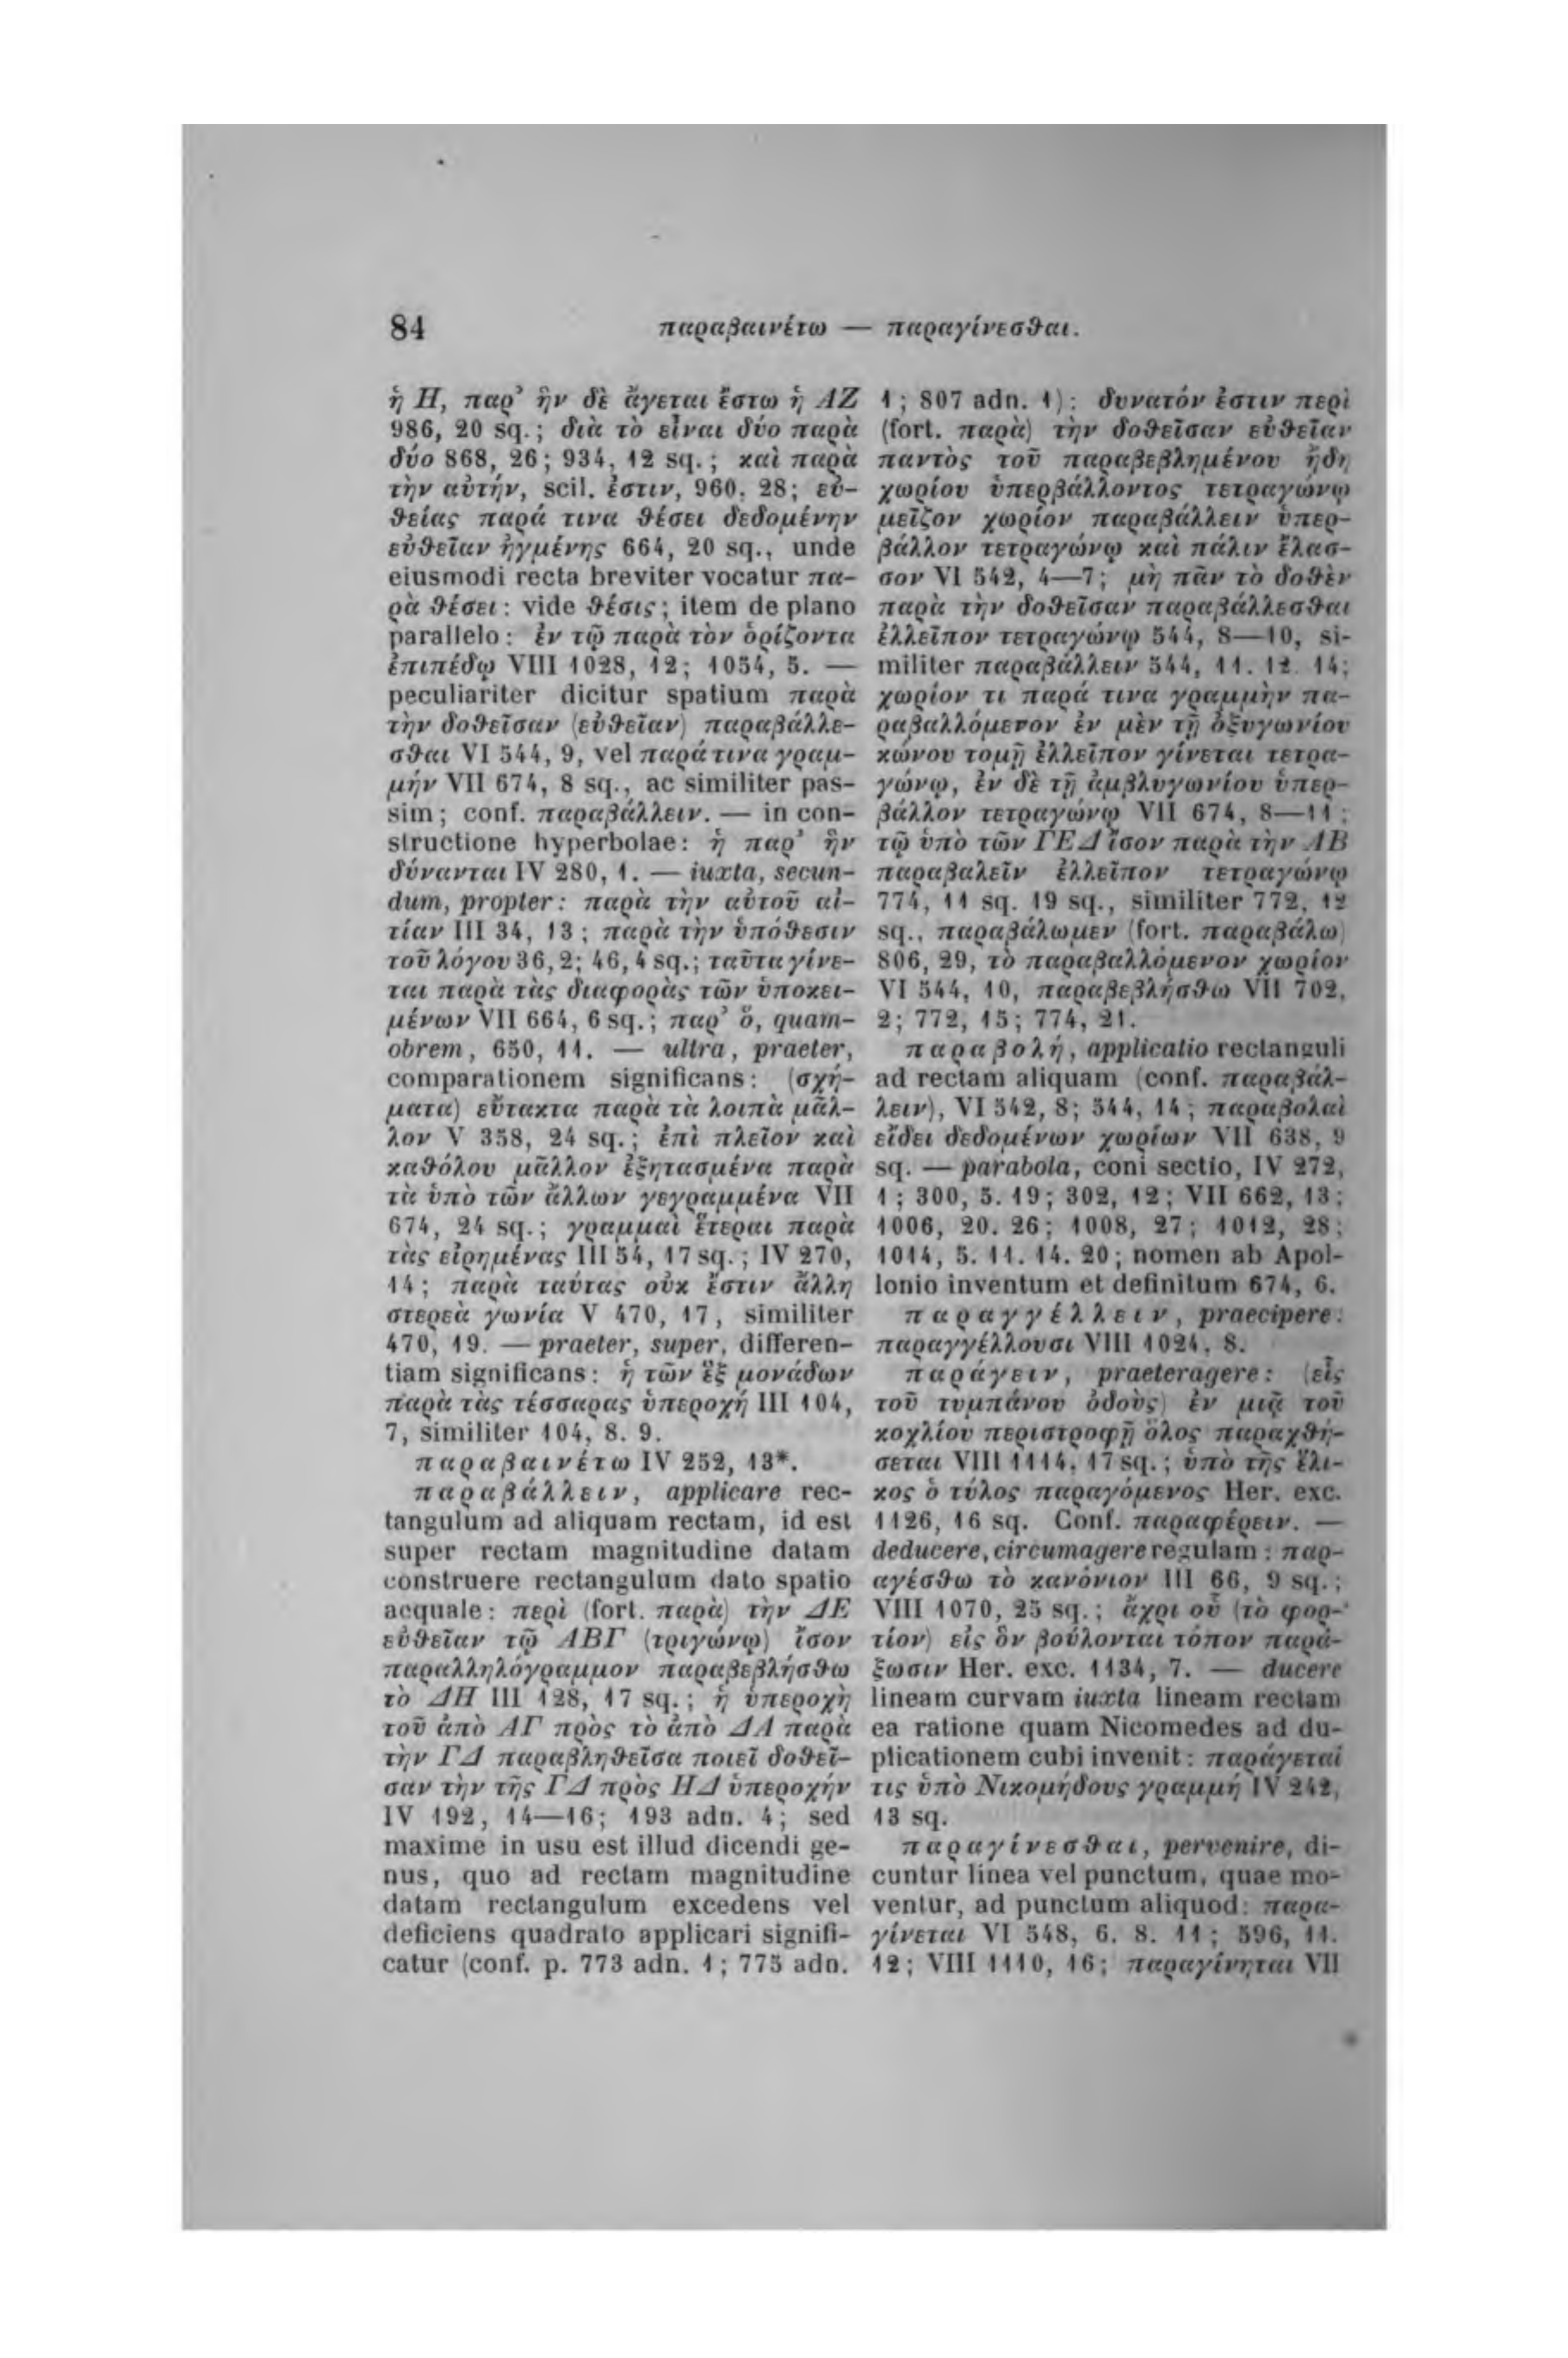 84 παραβαινέτω — παραγίνεσθαι.
ἡ Η, παρ’ ἣν δὲ ἄγεται ἔστω ἡ ΑΖ
986, 20 sq.; διὰ τὸ εἶναι δύο παρὰ
δύο 868, 26; 934, 12 sq.; καὶ παρὰ
τὴν αὐτήν, scil. ἐστιν, 960, 28; εὐ-
θείας παρά τινα θέσει δεδομένην
εὐθεῖαν ἠγμένης 664, 20 sq., unde
eiusmodi recta breviter vocatur πα-
ρὰ θέσει: vide θέσις; item de plano
parallelo: ἐν τῷ παρὰ τὸν ὁρίζοντα
ἐπιπέδῳ VIII 1028, 12; 1054, 5. —
peculiariter dicitur spatium παρὰ
τὴν δοθεῖσαν (εὐθεῖαν) παραβάλλε-
σθαι VI 544, 9, vel παρά τινα γραμ-
μήν VII 674, 8 sq., ac similiter pas-
sim; conf. παραβάλλειν. — in con-
structione hyperbolae: ἡ παρ’ ἣν
δύνανται IV 280, 1. — iuxta, secun-
dum, propter: παρὰ τὴν αὑτοῦ αἰ-
τίαν III 34, 13; παρὰ τὴν ὑπόθεσιν
τοῦ λόγου 36, 2; 46, 4 sq.; ταῦτα γίνε-
ται παρὰ τὰς διαφορὰς τῶν ὑποκει-
μένων VII 664, 6 sq.; παρ’ ὅ, quam-
obrem, 650, 11. — ultra, praeter,
comparationem significans: (σχή-
ματα) εὔτακτα παρὰ τὰ λοιπὰ μᾶλ-
λον V 358, 24 sq.; ἐπὶ πλεῖον καὶ
καθόλου μᾶλλον ἐξητασμένα παρὰ
τὰ ὑπὸ τῶν ἄλλων γεγραμμένα VII
674, 24 sq.; γραμμαὶ ἕτεραι παρὰ
τὰς εἰρημένας III 54, 17 sq.; IV 270,
14; παρὰ ταύτας οὐκ ἔστιν ἄλλη
στερεὰ γωνία V 470, 17, similiter
470, 19. — praeter, super, differen-
tiam significans: ἡ τῶν ἓξ μονάδων
παρὰ τὰς τέσσαρας ὑπεροχή III 104,
7, similiter 104, 8. 9.
παραβαινέτω IV 252, 13*.
παραβάλλειν, applicare rec-
tangulum ad aliquam rectam, id est
super rectam magnitudine datam
construere rectangulum dato spatio
aequale: περὶ (fort. παρὰ) τὴν ΔΕ
εὐθεῖαν τῷ ΑΒΓ (τριγώνῳ) ἴσον
παραλληλόγραμμον παραβεβλήσθω
τὸ ΔΗ III 128, 17 sq.; ἡ ὑπεροχὴ
τοῦ ἀπὸ ΑΓ πρὸς τὸ ἀπὸ ΔΑ παρὰ
τὴν ΓΔ παραβληθεῖσα ποιεῖ δοθεῖ-
σαν τὴν τῆς ΓΔ πρὸς ΗΔ ὑπεροχήν
IV 192, 14—16; 193 adn. 4; sed
maxime in usu est illud dicendi ge-
nus, quo ad rectam magnitudine
datam rectangulum excedens vel
deficiens quadrato applicari signifi-
catur (conf. p. 773 adn. 1; 775 adn.
1; 807 adn. 1): δυνατόν ἐστιν περὶ
(fort. παρὰ) τὴν δοθεῖσαν εὐθεῖαν
παντὸς τοῦ παραβεβλημένου ἤδη
χωρίου ὑπερβάλλοντος τετραγώνῳ
μεῖζον χωρίον παραβάλλειν ὑπερ-
βάλλον τετραγώνῳ καὶ πάλιν ἔλασ-
σον VI 542, 4—7; μὴ πᾶν τὸ δοθὲν
παρὰ τὴν δοθεῖσαν παραβάλλεσθαι
ἐλλεῖπον τετραγώνῳ 544, 8—10, si-
militer παραβάλλειν 544, 11. 12. 14;
χωρίον τι παρά τινα γραμμὴν πα-
ραβαλλόμενον ἐν μὲν τῇ ὀξυγωνίου
κώνου τομῇ ἐλλεῖπον γίνεται τετρα-
γώνῳ, ἐν δὲ τῇ ἀμβλυγωνίου ὑπερ-
βάλλον τετραγώνῳ VII 674, 8—11;
τῷ ὑπὸ τῶν ΓΕΔ ἴσον παρὰ τὴν ΑΒ
παραβαλεῖν ἐλλεῖπον τετραγώνῳ
774, 11 sq. 19 sq., similiter 772, 12
sq., παραβάλωμεν (fort. παραβάλω)
806, 29, τὸ παραβαλλόμενον χωρίον
VI 544, 10, παραβεβλήσθω VII 702,
2; 772, 15; 774, 21.
παραβολή, applicatio rectanguli
ad rectam aliquam (conf. παραβάλ-
λειν), VI 542, 8; 544, 14; παραβολαὶ
εἴδει δεδομένων χωρίων VII 638, 9
sq. — parabola, coni sectio, IV 272,
1; 300, 5. 19; 302, 12; VII 662, 13;
1006, 20. 26; 1008, 27; 1012, 28;
1014, 5. 11. 14. 20; nomen ab Apol-
lonio inventum et definitum 674, 6.
παραγγέλλειν, praecipere:
παραγγέλλουσι VIII 1024, 8.
παράγειν, praeteragere: (εἷς
τοῦ τυμπάνου ὀδοὺς) ἐν μιᾷ τοῦ
κοχλίου περιστροφῇ ὅλος παραχθή-
σεται VIII 1114, 17 sq.; ὑπὸ τῆς ἕλι-
κος ὁ τύλος παραγόμενος Her. exc.
1126, 16 sq. Conf. παραφέρειν. —
deducere, circumagere regulam: παρ-
αγέσθω τὸ κανόνιον III 66, 9 sq.;
VIII 1070, 25 sq.; ἄχρι οὗ (τὸ φορ-
τίον) εἰς ὃν βούλονται τόπον παρά-
ξωσιν Her. exc. 1134, 7. — ducere
lineam curvam iuxta lineam rectam
ea ratione quam Nicomedes ad du-
plicationem cubi invenit: παράγεταί
τις ὑπὸ Νικομήδους γραμμή IV 242,
13 sq.
παραγίνεσθαι, pervenire, di-
cuntur linea vel punctum, quae mo-
ventur, ad punctum aliquod: παρα-
γίνεται VI 548, 6. 8. 11; 596, 11.
12; VIII 1110, 16; παραγίνηται VII